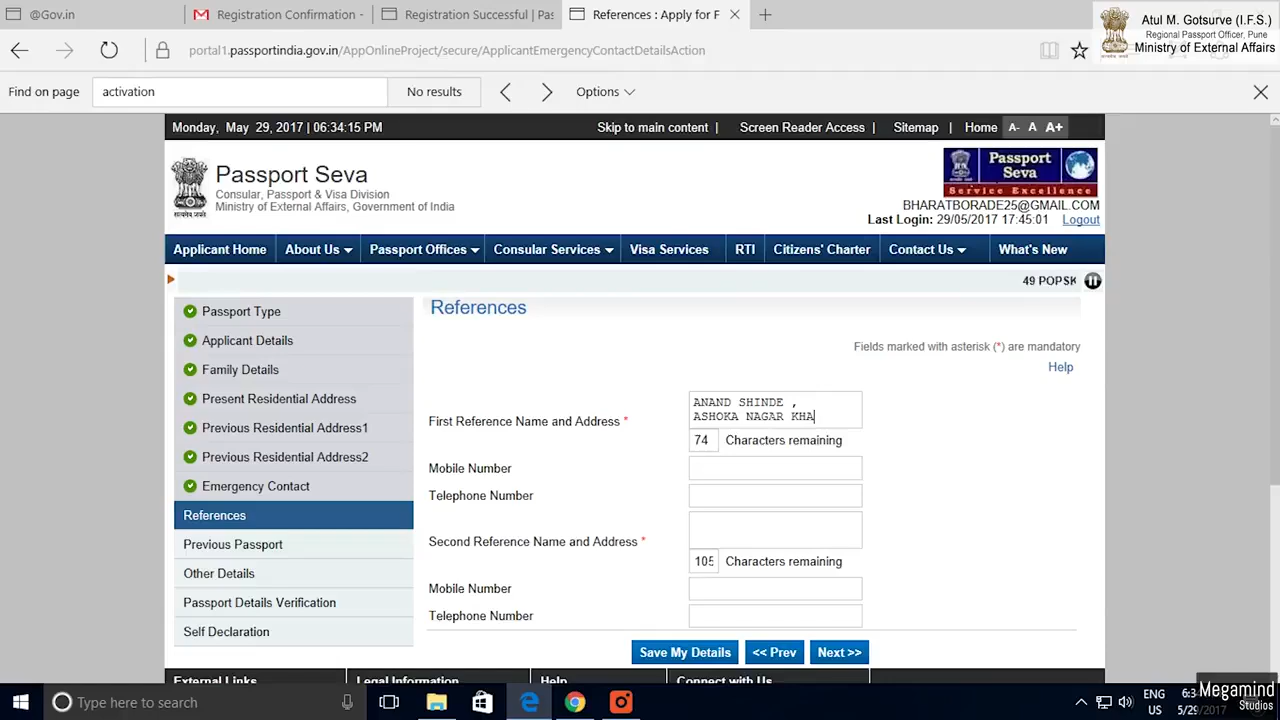 @Gov.in
Registration Confirmation -
Registration Successful | Pas
References : Apply for F
Atul M. Gotsurve (I.F.S.)
Regional Passport Officer, Pune
Ministry of External Affairs
portal1.passportindia.gov.in/AppOnlineProject/secure/ApplicantEmergencyContactDetailsAction
Find on page
activation
No results
Options
Monday, May 29, 2017 | 06:34:15 PM
Skip to main content |
Screen Reader Access |
Sitemap |
Home
A- A A+
Passport Seva
Consular, Passport & Visa Division
Ministry of External Affairs, Government of India
सत्यमेव जयते
Passport
Seva
Service Excellence
BHARATBORADE25@GMAIL.COM
Last Login: 29/05/2017 17:45:01 Logout
Applicant Home
About Us
Passport Offices
Consular Services
Visa Services
RTI
Citizens' Charter
Contact Us
What's New
49 POPSK
Passport Type
Applicant Details
Family Details
Present Residential Address
Previous Residential Address1
Previous Residential Address2
Emergency Contact
References
Previous Passport
Other Details
Passport Details Verification
Self Declaration
References
Fields marked with asterisk (*) are mandatory
Help
First Reference Name and Address *
ANAND SHINDE ,
ASHOKA NAGAR KHA
74 Characters remaining
Mobile Number
Telephone Number
Second Reference Name and Address *
105 Characters remaining
Mobile Number
Telephone Number
Save My Details
<< Prev
Next >>
External Links
Legal Information
Help
Connect with Us
Type here to search
ENG
US
6:3
5/29/2017
Megamind
Studios